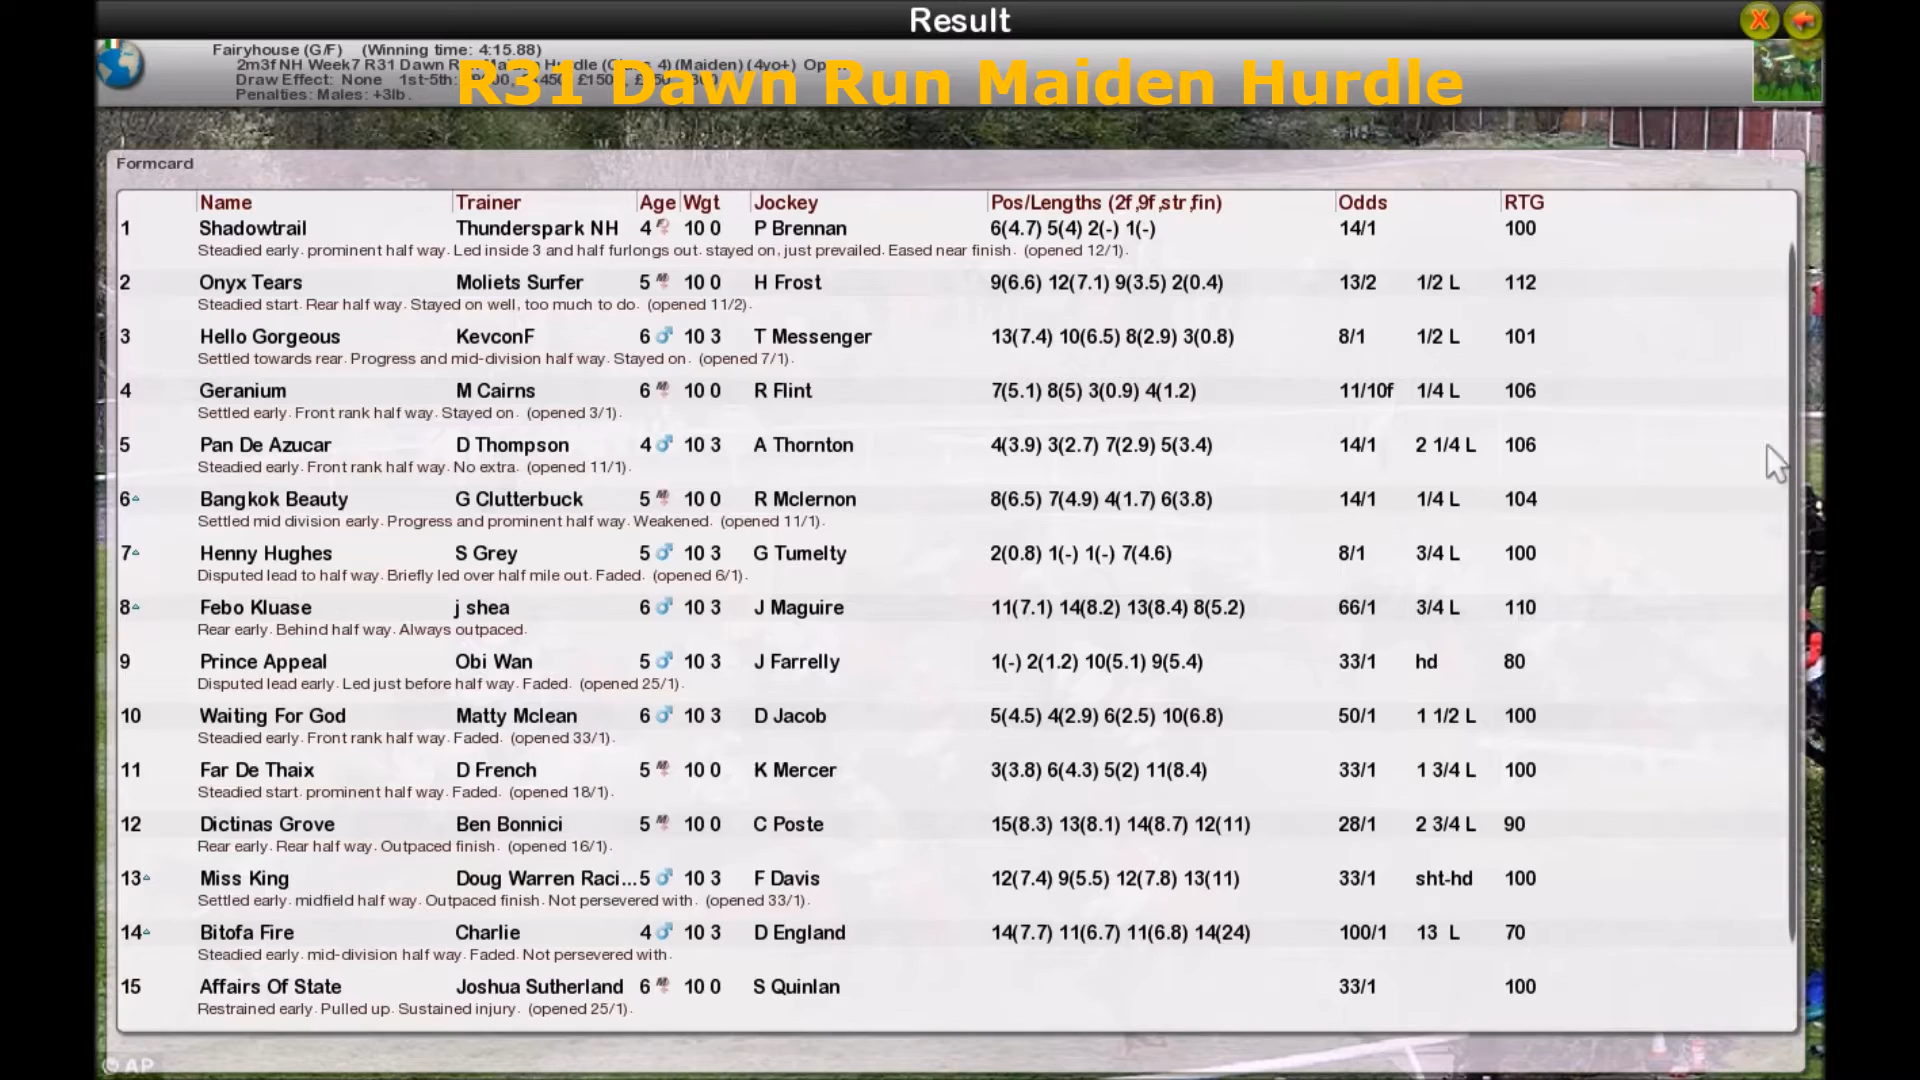 Result
Fairyhouse (G/F) (Winning time: 4:15.88)
2m3f NH Week7 R31 Dawn Hurdle 4) (Maiden) (4yo+)
R31 Dawn Run Maiden Hurdle
Draw Effect: None 1st-5th:
Penalties: Males: +3lb.
Formcard
Name Trainer Age Wgt Jockey Pos/Lengths (2f,9f,str,fin) Odds RTG
1 Shadowtrail Thunderspark NH 4 10 0 P Brennan 6(4.7) 5(4) 2(-) 1(-) 14/1 100
Steadied early. prominent half way. Led inside 3 and half furlongs out. stayed on, just prevailed. Eased near finish. (opened 12/1).
2 Onyx Tears Moliets Surfer 5 10 0 H Frost 9(6.6) 12(7.1) 9(3.5) 2(0.4) 13/2 1/2 L 112
Steadied start. Rear half way. Stayed on well, too much to do. (opened 11/2).
3 Hello Gorgeous KevconF 6 10 3 T Messenger 13(7.4) 10(6.5) 8(2.9) 3(0.8) 8/1 1/2 L 101
Settled towards rear. Progress and mid-division half way. Stayed on. (opened 7/1).
4 Geranium M Cairns 6 10 0 R Flint 7(5.1) 8(5) 3(0.9) 4(1.2) 11/10f 1/4 L 106
Settled early. Front rank half way. Stayed on. (opened 3/1).
5 Pan De Azucar D Thompson 4 10 3 A Thornton 4(3.9) 3(2.7) 7(2.9) 5(3.4) 14/1 2 1/4 L 106
Steadied early. Front rank half way. No extra. (opened 11/1).
6 Bangkok Beauty G Clutterbuck 5 10 0 R Mclernon 8(6.5) 7(4.9) 4(1.7) 6(3.8) 14/1 1/4 L 104
Settled mid division early. Progress and prominent half way. Weakened. (opened 11/1).
7 Henny Hughes S Grey 5 10 3 G Tumelty 2(0.8) 1(-) 1(-) 7(4.6) 8/1 3/4 L 100
Disputed lead to half way. Briefly led over half mile out. Faded. (opened 6/1).
8 Febo Kluase j shea 6 10 3 J Maguire 11(7.1) 14(8.2) 13(8.4) 8(5.2) 66/1 3/4 L 110
Rear early. Behind half way. Always outpaced.
9 Prince Appeal Obi Wan 5 10 3 J Farrelly 1(-) 2(1.2) 10(5.1) 9(5.4) 33/1 hd 80
Disputed lead early. Led just before half way. Faded. (opened 25/1).
10 Waiting For God Matty Mclean 6 10 3 D Jacob 5(4.5) 4(2.9) 6(2.5) 10(6.8) 50/1 1 1/2 L 100
Steadied early. Front rank half way. Faded. (opened 33/1).
11 Far De Thaix D French 5 10 0 K Mercer 3(3.8) 6(4.3) 5(2) 11(8.4) 33/1 1 3/4 L 100
Steadied start. prominent half way. Faded. (opened 18/1).
12 Dictinas Grove Ben Bonnici 5 10 0 C Poste 15(8.3) 13(8.1) 14(8.7) 12(11) 28/1 2 3/4 L 90
Rear early. Rear half way. Outpaced finish. (opened 16/1).
13 Miss King Doug Warren Raci... 5 10 3 F Davis 12(7.4) 9(5.5) 12(7.8) 13(11) 33/1 sht-hd 100
Settled early. midfield half way. Outpaced finish. Not persevered with. (opened 33/1).
14 Bitofa Fire Charlie 4 10 3 D England 14(7.7) 11(6.7) 11(6.8) 14(24) 100/1 13 L 70
Steadied early. mid-division half way. Faded. Not persevered with.
15 Affairs Of State Joshua Sutherland 6 10 0 S Quinlan 33/1 100
Restrained early. Pulled up. Sustained injury. (opened 25/1).
© AP